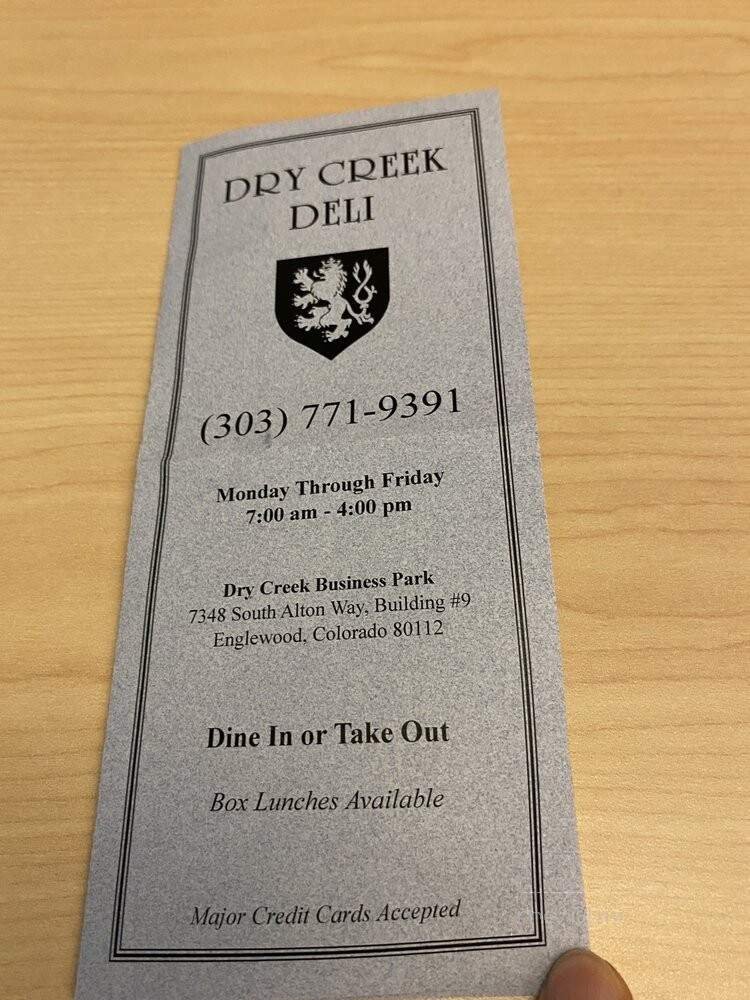 DRY CREEK
DELI
(303) 771-9391
Monday Through Friday
7:00 am - 4:00 pm
Dry Creek Business Park
7348 South Alton Way, Building #9
Englewood, Colorado 80112
Dine In or Take Out
Box Lunches Available
Major Credit Cards Accepted